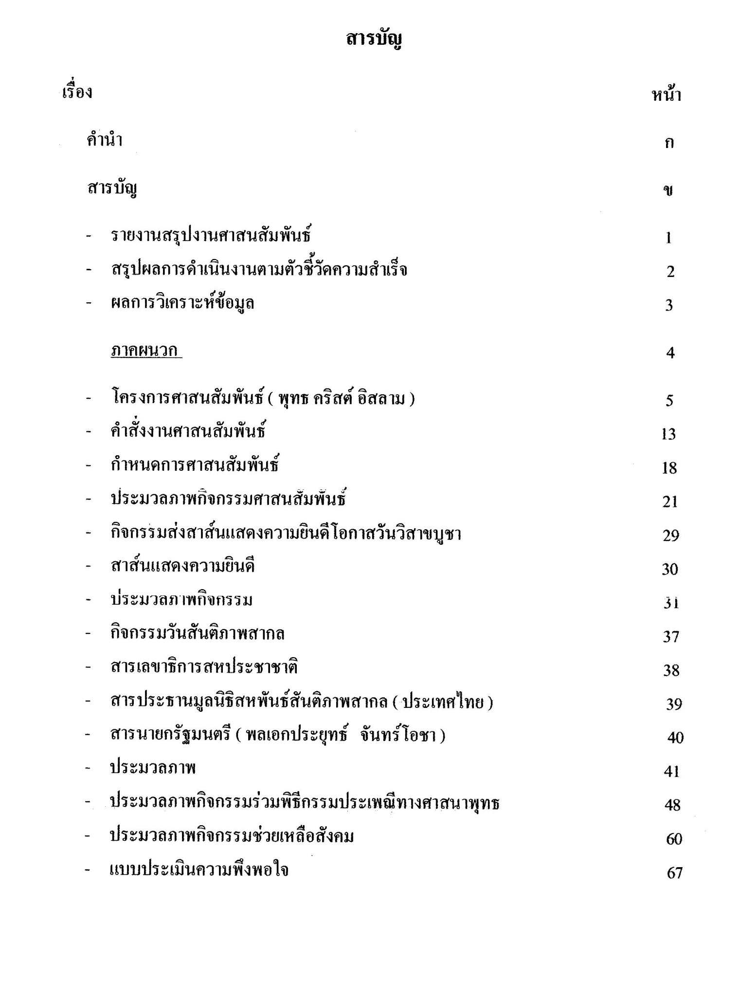 สารบัญ
เรื่อง หน้า
คำนำ ก
สารบัญ ข
- รายงานสรุปงานศาสนสัมพันธ์ 1
- สรุปผลการดำเนินงานตามตัวชี้วัดความสำเร็จ 2
- ผลการวิเคราะห์ข้อมูล 3
ภาคผนวก 4
- โครงการศาสนสัมพันธ์ ( พุทธ คริสต์ อิสลาม ) 5
- คำสั่งงานศาสนสัมพันธ์ 13
- กำหนดการศาสนสัมพันธ์ 18
- ประมวลภาพกิจกรรมศาสนสัมพันธ์ 21
- กิจกรรมส่งสาส์นแสดงความยินดีโอกาสวันวิสาขบูชา 29
- สาส์นแสดงความยินดี 30
- ประมวลภาพกิจกรรม 31
- กิจกรรมวันสันติภาพสากล 37
- สารเลขาธิการสหประชาชาติ 38
- สารประธานมูลนิธิสหพันธ์สันติภาพสากล ( ประเทศไทย ) 39
- สารนายกรัฐมนตรี ( พลเอกประยุทธ์ จันทร์โอชา ) 40
- ประมวลภาพ 41
- ประมวลภาพกิจกรรมร่วมพิธีกรรมประเพณีทางศาสนาพุทธ 48
- ประมวลภาพกิจกรรมช่วยเหลือสังคม 60
- แบบประเมินความพึงพอใจ 67